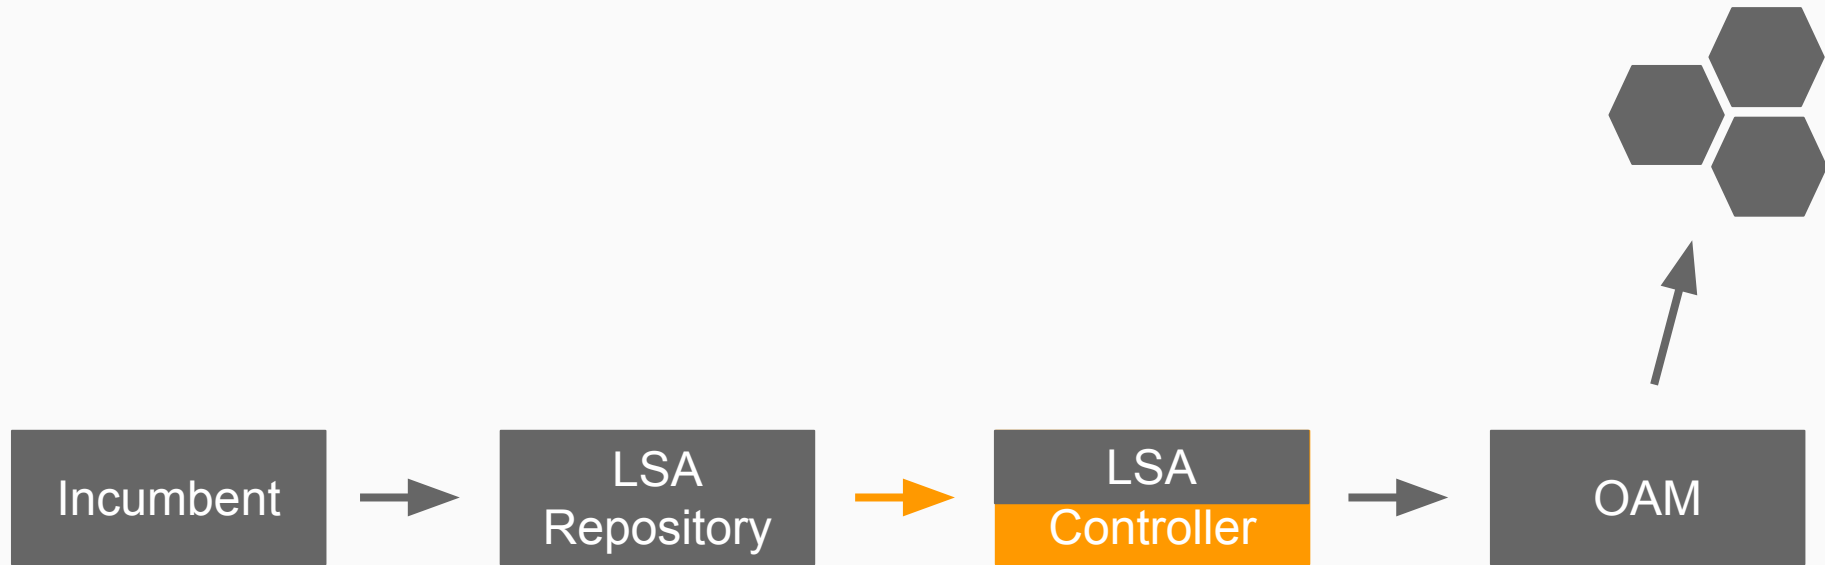 Incumbent
LSA
Repository
LSA
Controller
OAM